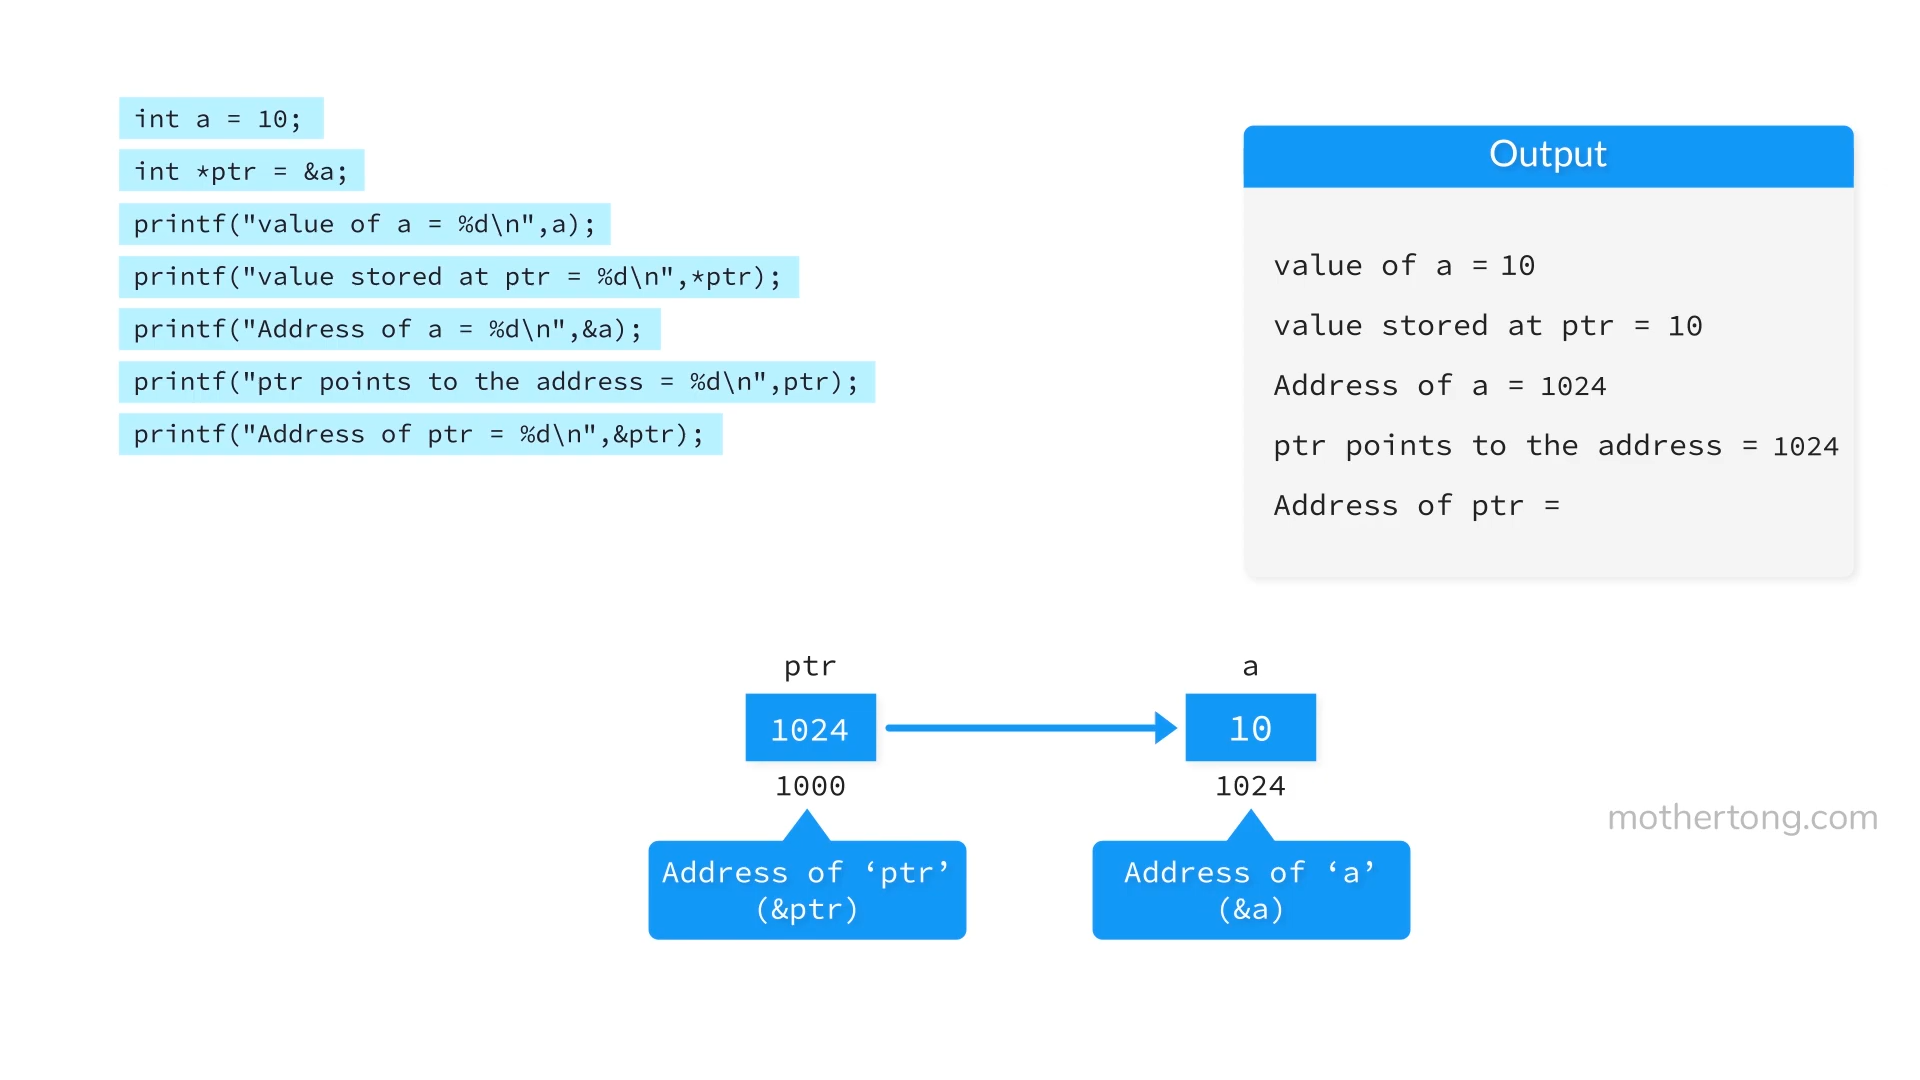 int a = 10;
int *ptr = &a;
printf("value of a = %d\n",a);
printf("value stored at ptr = %d\n",*ptr);
printf("Address of a = %d\n",&a);
printf("ptr points to the address = %d\n",ptr);
printf("Address of ptr = %d\n",&ptr);
Output
value of a = 10
value stored at ptr = 10
Address of a = 1024
ptr points to the address = 1024
Address of ptr =
ptr
a
1024
10
1000
1024
Address of ‘ptr’
(&ptr)
Address of ‘a’
(&a)
mothertong.com